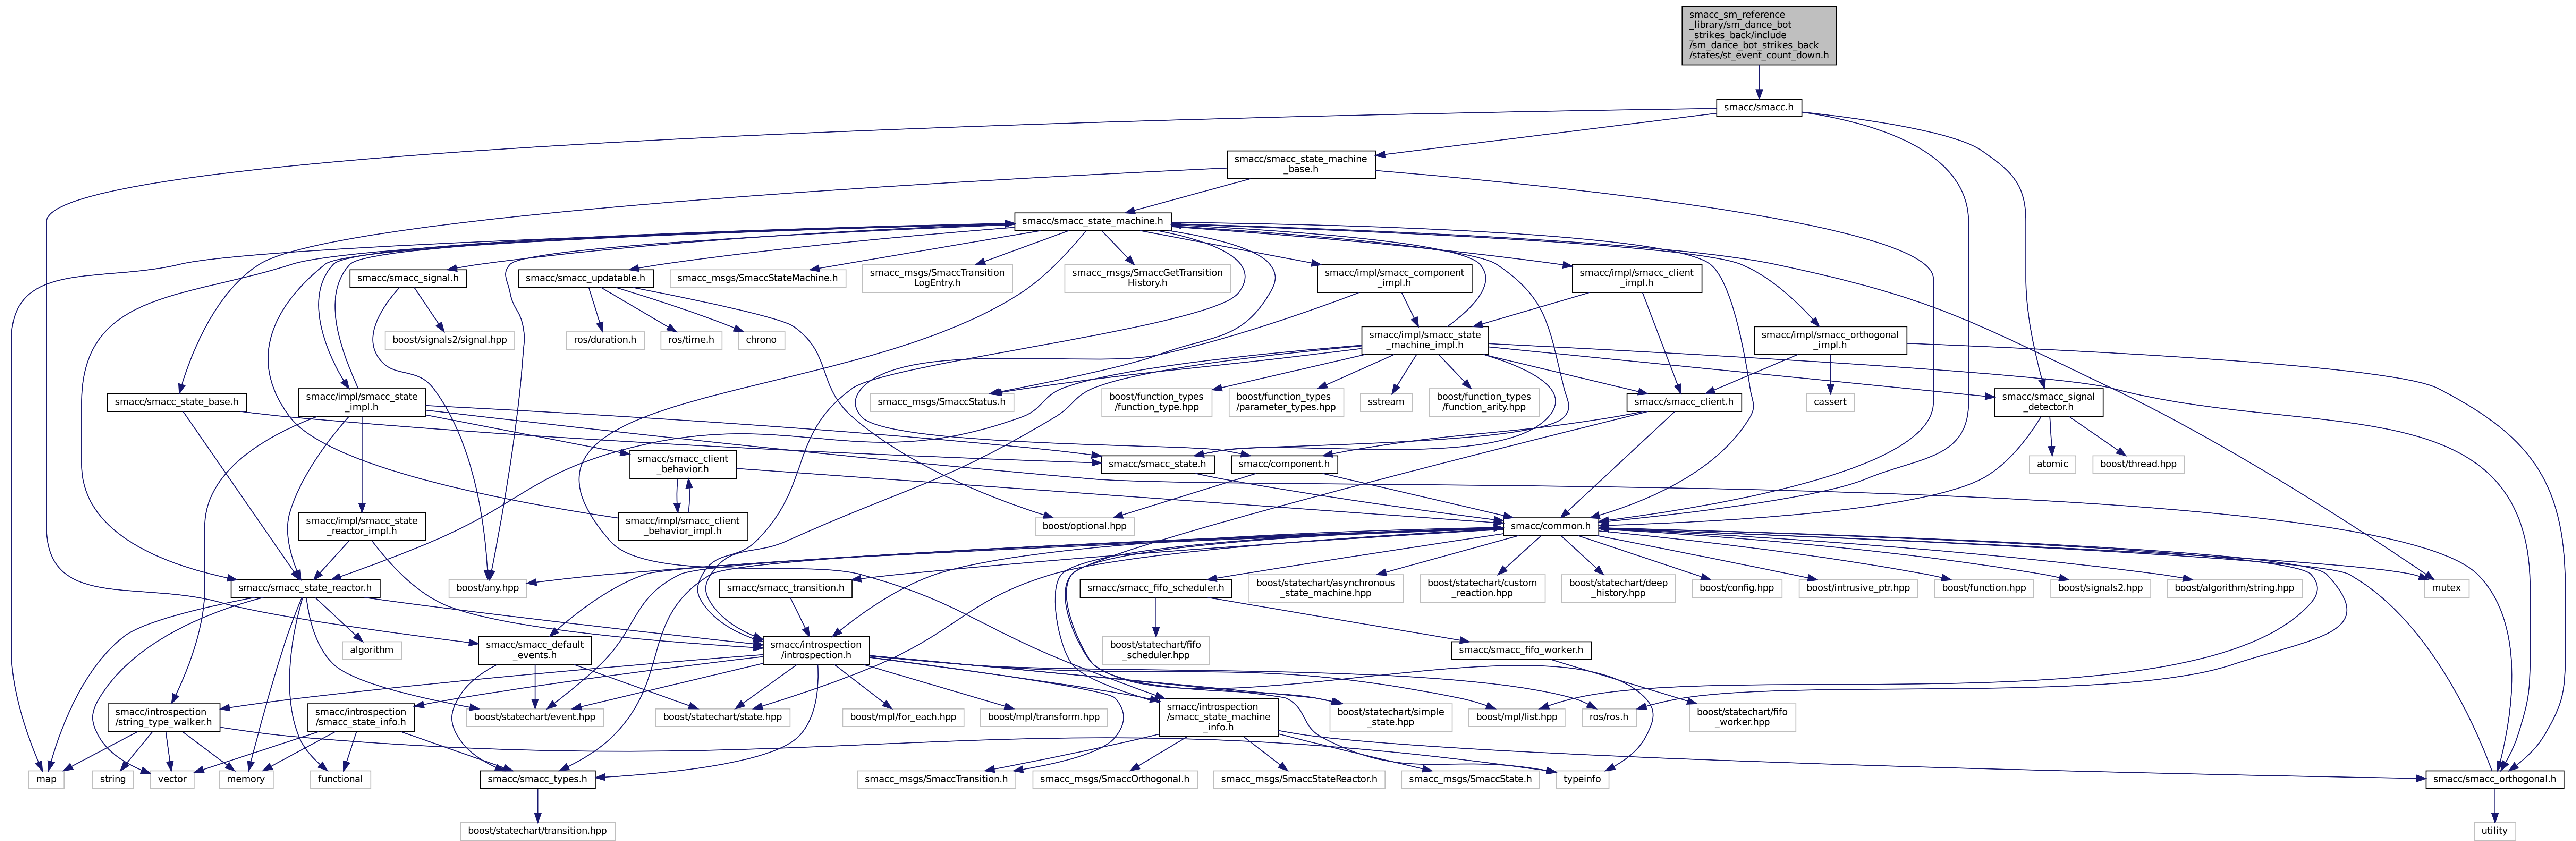 smacc_sm_reference
_library/sm_dance_bot
_strikes_back/include
/sm_dance_bot_strikes_back
/states/st_event_count_down.h
smacc/smacc.h
smacc/smacc_state_machine
_base.h
smacc/smacc_state_machine.h
smacc/smacc_signal.h
smacc/smacc_updatable.h
smacc_msgs/SmaccStateMachine.h
smacc_msgs/SmaccTransition
LogEntry.h
smacc_msgs/SmaccGetTransition
History.h
smacc/impl/smacc_component
_impl.h
smacc/impl/smacc_client
_impl.h
boost/signals2/signal.hpp
ros/duration.h
ros/time.h
chrono
smacc/impl/smacc_state
_machine_impl.h
smacc/impl/smacc_orthogonal
_impl.h
smacc/smacc_state_base.h
smacc/impl/smacc_state
_impl.h
smacc_msgs/SmaccStatus.h
boost/function_types
/function_type.hpp
boost/function_types
/parameter_types.hpp
sstream
boost/function_types
/function_arity.hpp
smacc/smacc_client.h
cassert
smacc/smacc_signal
_detector.h
smacc/smacc_client
_behavior.h
smacc/smacc_state.h
smacc/component.h
atomic
boost/thread.hpp
smacc/impl/smacc_state
_reactor_impl.h
smacc/impl/smacc_client
_behavior_impl.h
boost/optional.hpp
smacc/common.h
smacc/smacc_state_reactor.h
boost/any.hpp
smacc/smacc_transition.h
smacc/smacc_fifo_scheduler.h
boost/statechart/asynchronous
_state_machine.hpp
boost/statechart/custom
_reaction.hpp
boost/statechart/deep
_history.hpp
boost/config.hpp
boost/intrusive_ptr.hpp
boost/function.hpp
boost/signals2.hpp
boost/algorithm/string.hpp
mutex
algorithm
smacc/smacc_default
_events.h
smacc/introspection
/introspection.h
boost/statechart/fifo
_scheduler.hpp
smacc/smacc_fifo_worker.h
smacc/introspection
/string_type_walker.h
smacc/introspection
/smacc_state_info.h
boost/statechart/event.hpp
boost/statechart/state.hpp
boost/mpl/for_each.hpp
boost/mpl/transform.hpp
smacc/introspection
/smacc_state_machine
_info.h
boost/statechart/simple
_state.hpp
boost/mpl/list.hpp
ros/ros.h
boost/statechart/fifo
_worker.hpp
map
string
vector
memory
functional
smacc/smacc_types.h
smacc_msgs/SmaccTransition.h
smacc_msgs/SmaccOrthogonal.h
smacc_msgs/SmaccStateReactor.h
smacc_msgs/SmaccState.h
typeinfo
smacc/smacc_orthogonal.h
boost/statechart/transition.hpp
utility